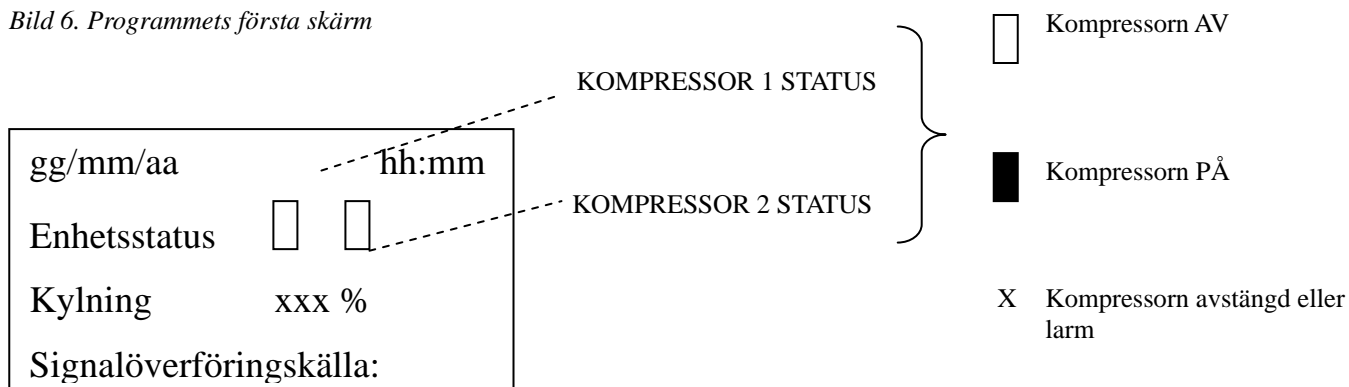 Bild 6. Programmets första skärm
gg/mm/aa hh:mm
Enhetsstatus
Kylning xxx %
Signalöverföringskälla:
KOMPRESSOR 1 STATUS
KOMPRESSOR 2 STATUS
Kompressorn AV
Kompressorn PÅ
X Kompressorn avstängd eller
larm